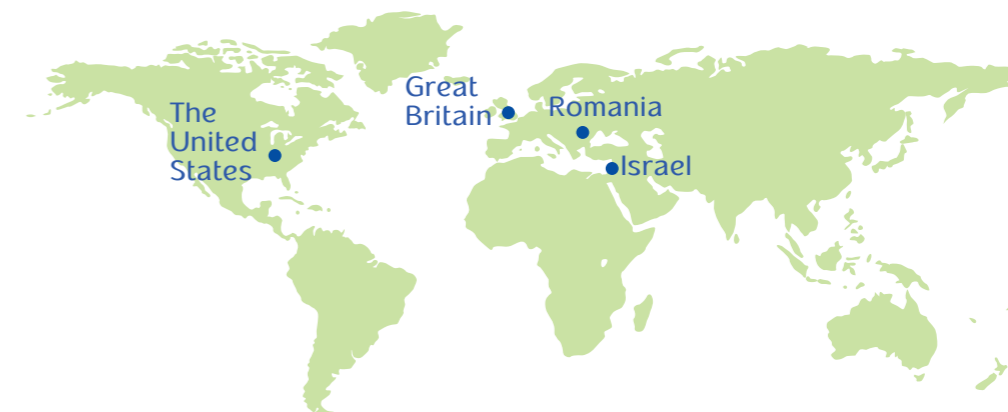 The
United
States
Great
Britain
Romania
Israel